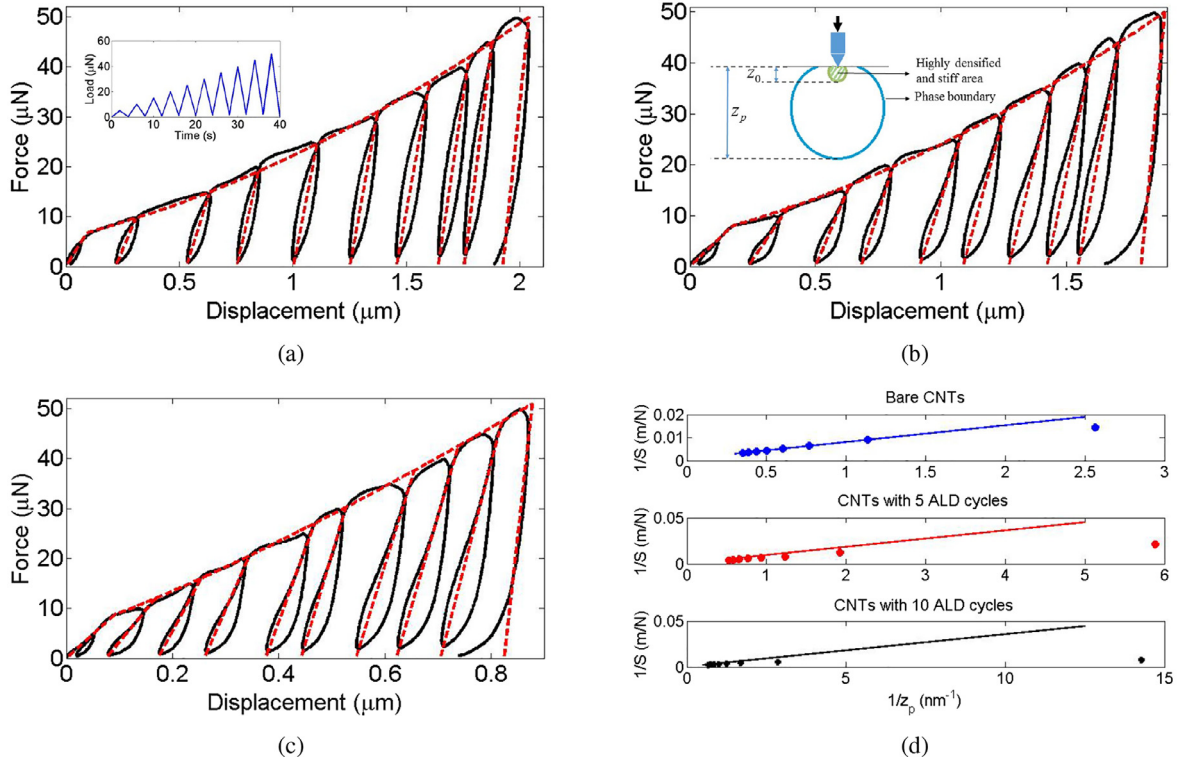 50
40
30
20
10
0
Force (μN)
0
0.5
1
1.5
2
Displacement (μm)
60
40
20
0
Load (μN)
0
10
20
30
40
Time (s)
(a)
50
40
30
20
10
0
Force (μN)
0
0.5
1
1.5
Displacement (μm)
z0
zp
Highly densified
and stiff area
Phase boundary
(b)
50
40
30
20
10
0
Force (μN)
0
0.2
0.4
0.6
0.8
Displacement (μm)
(c)
Bare CNTs
0.02
0.01
0
1/S (m/N)
0
0.5
1
1.5
2
2.5
3
CNTs with 5 ALD cycles
0.05
0
1/S (m/N)
0
1
2
3
4
5
6
CNTs with 10 ALD cycles
0.05
0
1/S (m/N)
0
5
10
15
1/zp (nm-1)
(d)